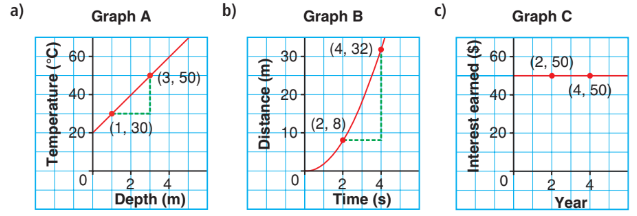 a) Graph A
Temperature (°C)
60
40
20
0
2
4
(3, 50)
(1, 30)
Depth (m)
b) Graph B
Distance (m)
30
20
10
0
2
4
(4, 32)
(2, 8)
Time (s)
c) Graph C
Interest earned ($)
60
40
20
0
2
4
(2, 50)
(4, 50)
Year